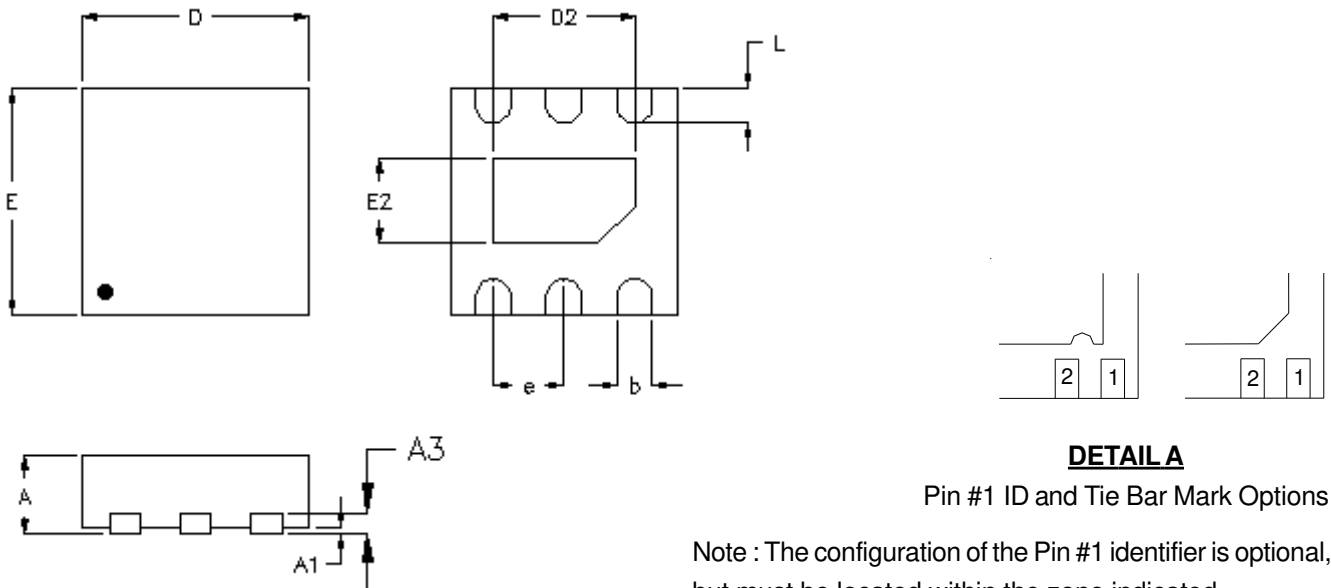 D
D2
L
E
E2
e
b
2
1
2
1
A
A3
A1
DETAIL A
Pin #1 ID and Tie Bar Mark Options
Note : The configuration of the Pin #1 identifier is optional,
but must be located within the zone indicated